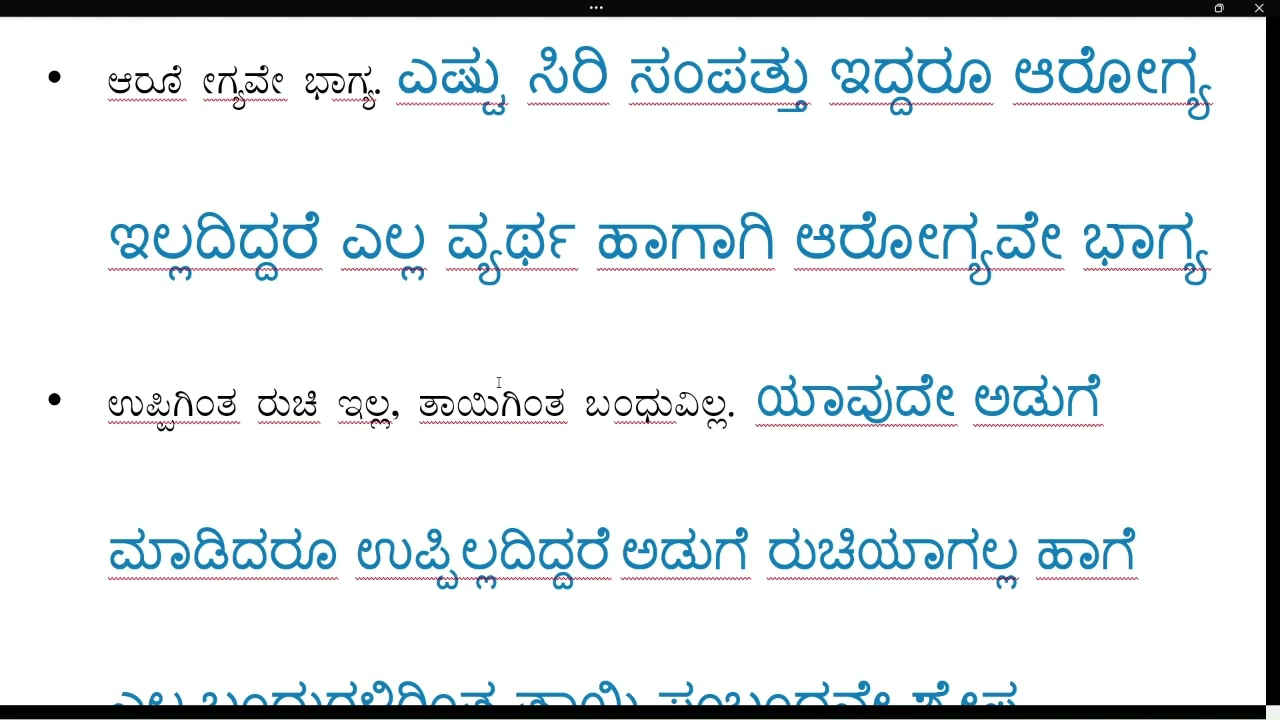 • ಆರೂೆ ೀಗ್ಯವೇ ಭಾಗ್ಯ. ಎಷ್ಟು ಸಿರಿ ಸಂಪತ್ತು ಇದ್ದರೂ ಆರೋಗ್ಯ
ಇಲ್ಲದಿದ್ದರೆ ಎಲ್ಲ ವ್ಯರ್ಥ ಹಾಗಾಗಿ ಆರೋಗ್ಯವೇ ಭಾಗ್ಯ
• ಉಪ್ಪಿಗಿಂತ ರುಚಿ ಇಲ್ಲ, ತಾಯಿಗಿಂತ ಬಂಧುವಿಲ್ಲ. ಯಾವುದೇ ಅಡುಗೆ
ಮಾಡಿದರೂ ಉಪ್ಪಿಲ್ಲದಿದ್ದರೆ ಅಡುಗೆ ರುಚಿಯಾಗಲ್ಲ ಹಾಗೆ
ಎಲ್ಲ ತಾಯಿ